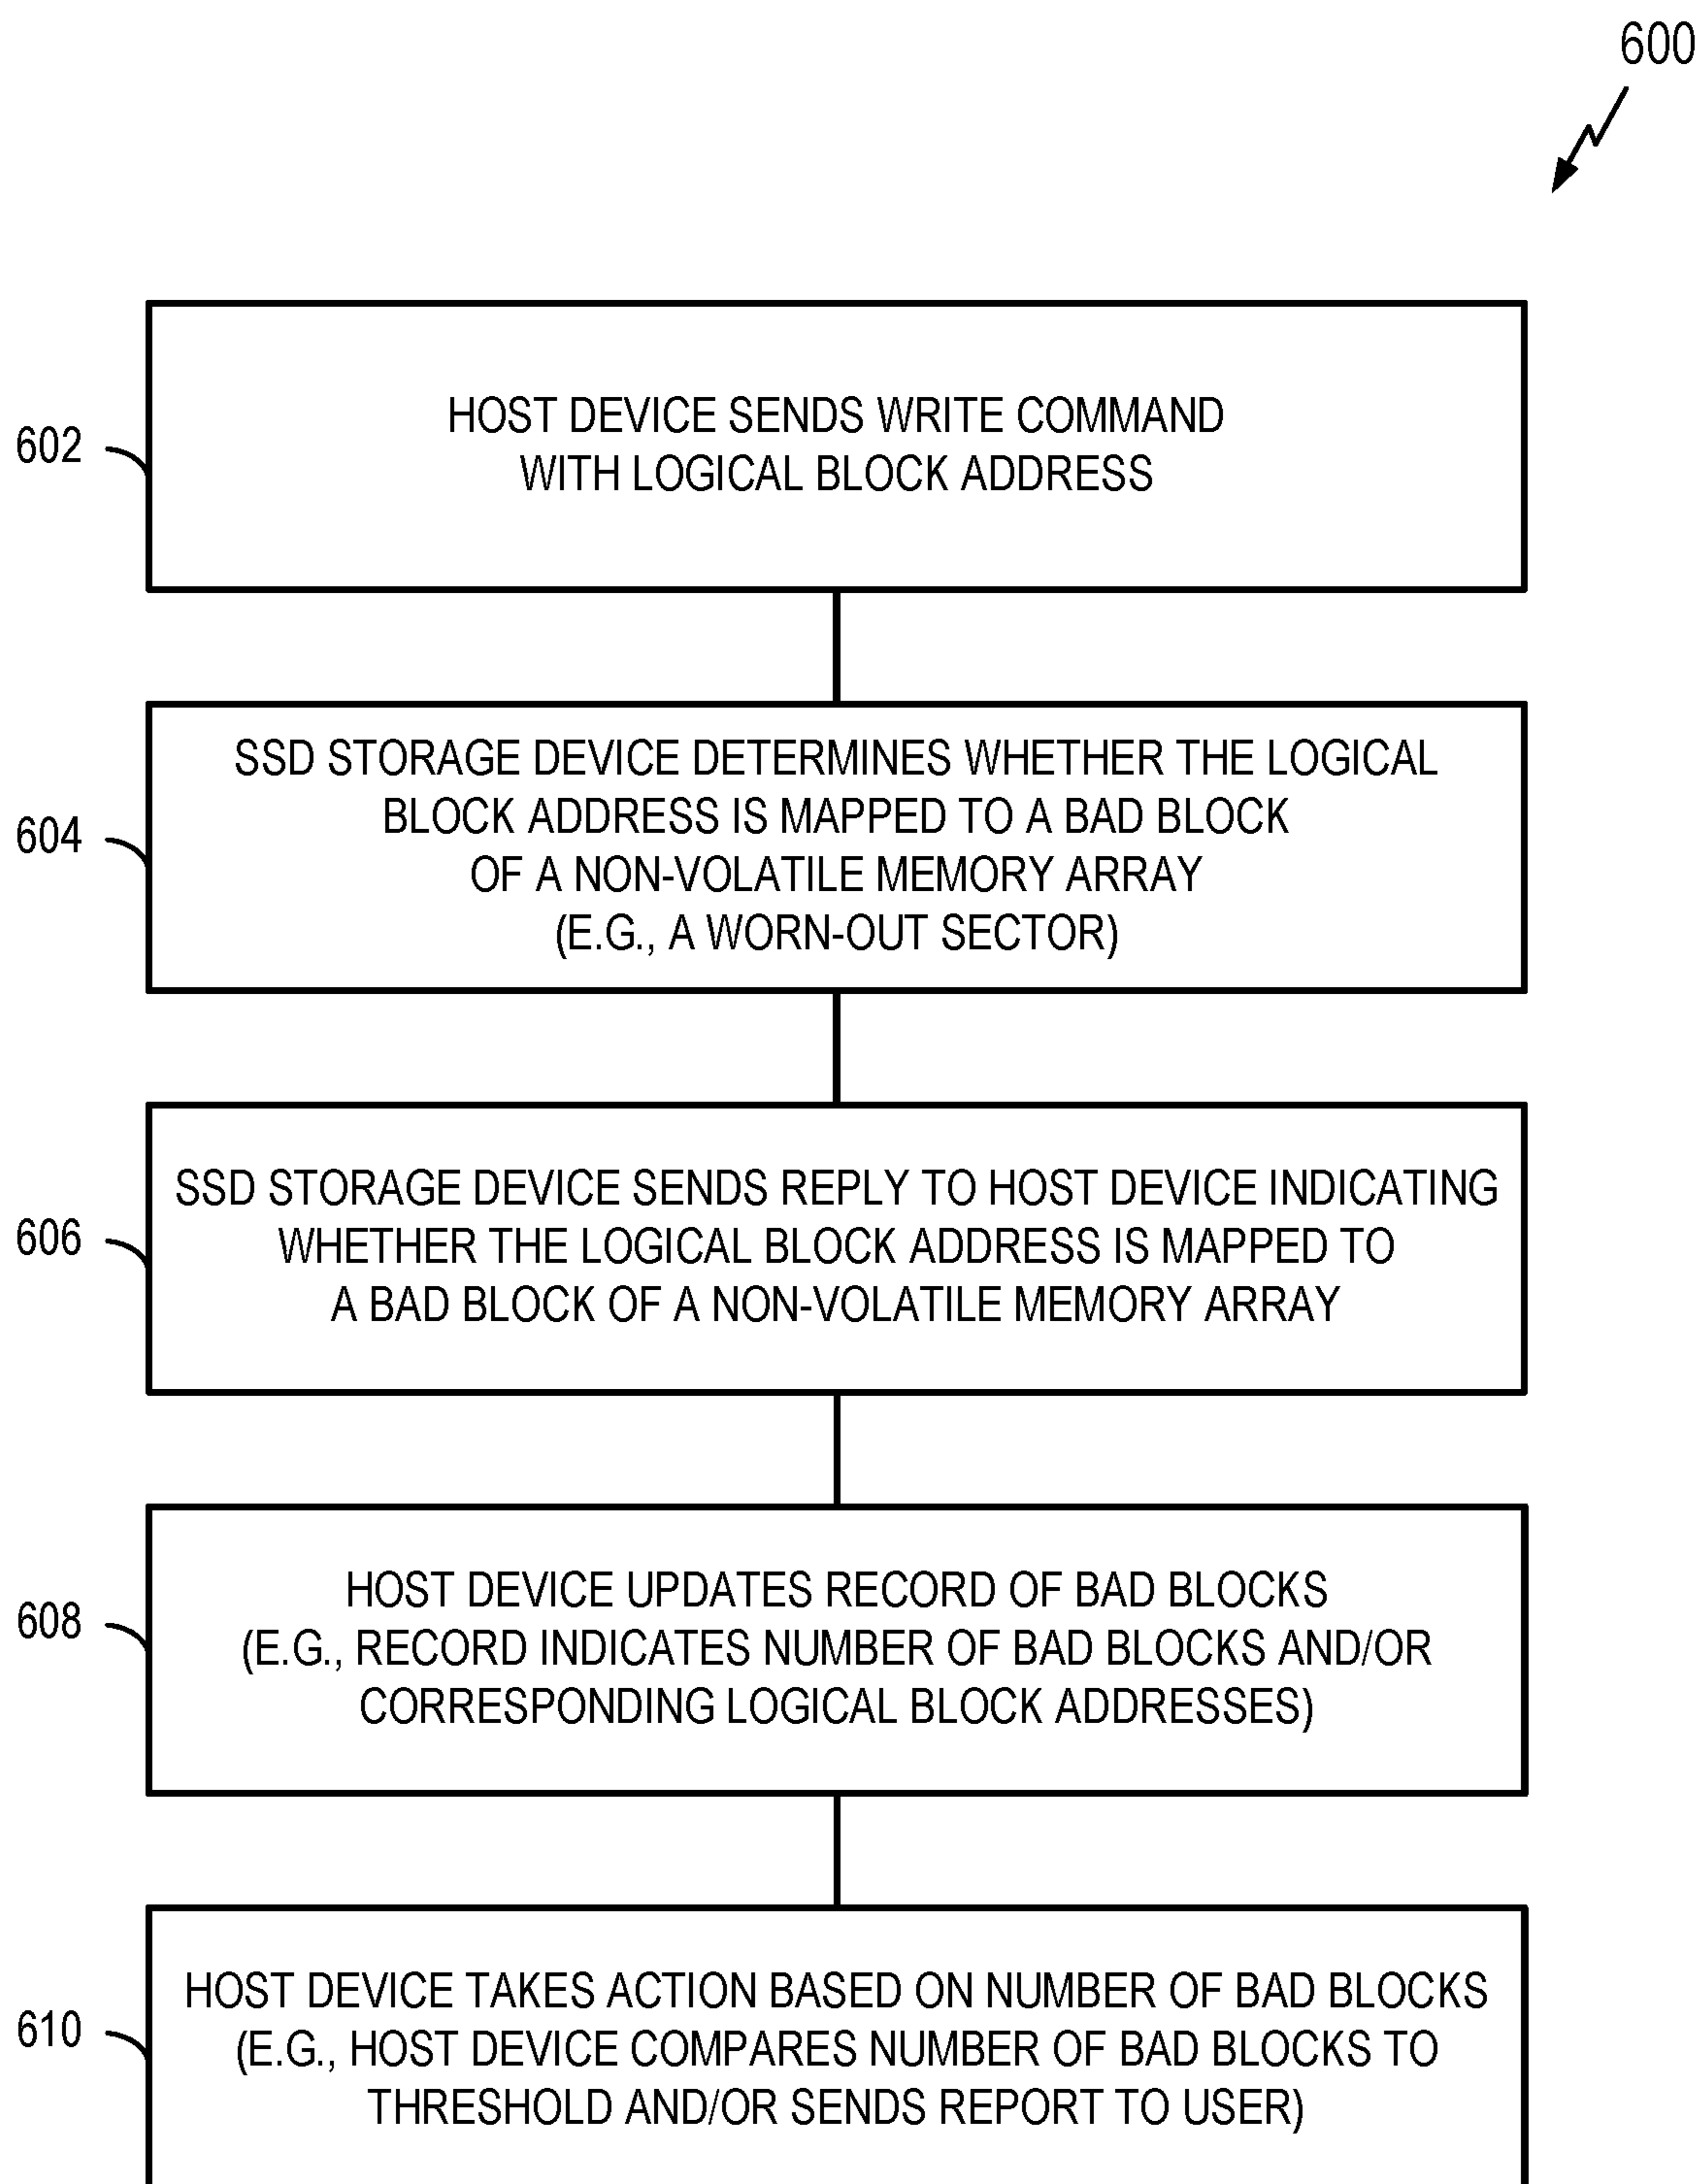 600
602
HOST DEVICE SENDS WRITE COMMAND
WITH LOGICAL BLOCK ADDRESS
604
SSD STORAGE DEVICE DETERMINES WHETHER THE LOGICAL
BLOCK ADDRESS IS MAPPED TO A BAD BLOCK
OF A NON-VOLATILE MEMORY ARRAY
(E.G., A WORN-OUT SECTOR)
606
SSD STORAGE DEVICE SENDS REPLY TO HOST DEVICE INDICATING
WHETHER THE LOGICAL BLOCK ADDRESS IS MAPPED TO
A BAD BLOCK OF A NON-VOLATILE MEMORY ARRAY
608
HOST DEVICE UPDATES RECORD OF BAD BLOCKS
(E.G., RECORD INDICATES NUMBER OF BAD BLOCKS AND/OR
CORRESPONDING LOGICAL BLOCK ADDRESSES)
610
HOST DEVICE TAKES ACTION BASED ON NUMBER OF BAD BLOCKS
(E.G., HOST DEVICE COMPARES NUMBER OF BAD BLOCKS TO
THRESHOLD AND/OR SENDS REPORT TO USER)